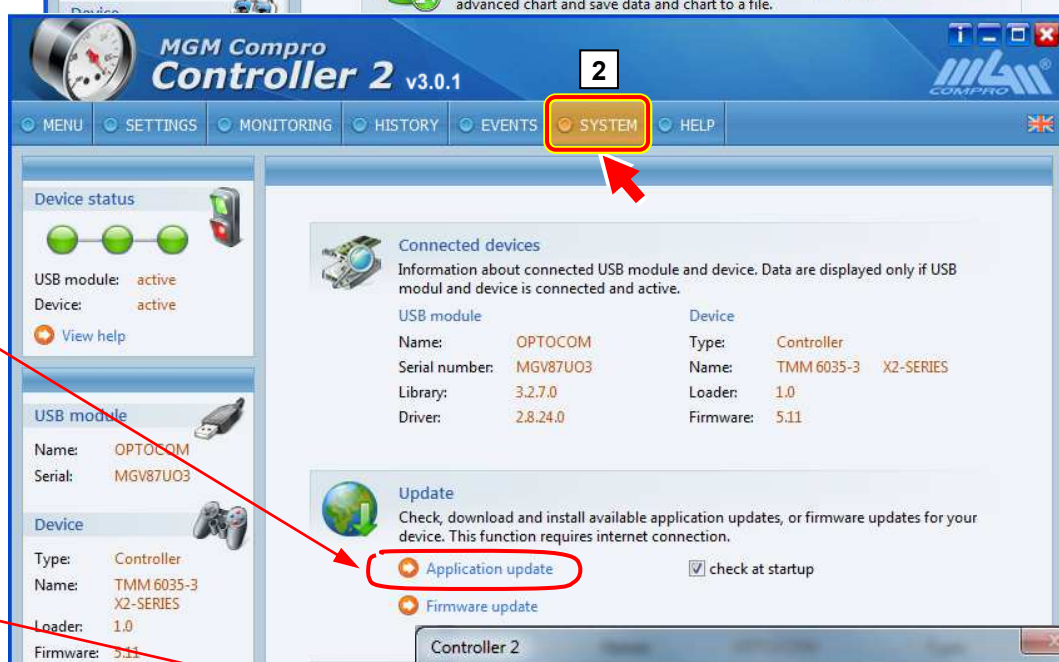 Device
advanced chart and save data and chart to a file.
MGM Compro
Controller 2 v3.0.1
2
i
mgm
COMPRO ®
MENU SETTINGS MONITORING HISTORY EVENTS SYSTEM HELP
Device status
USB module: active
Device: active
View help
USB module
Name: OPTOCOM
Serial: MGV87UO3
Device
Type: Controller
Name: TMM 6035-3
X2-SERIES
Loader: 1.0
Firmware: 5.11
Connected devices
Information about connected USB module and device. Data are displayed only if USB
modul and device is connected and active.
USB module Device
Name: OPTOCOM Type: Controller
Serial number: MGV87UO3 Name: TMM 6035-3 X2-SERIES
Library: 3.2.7.0 Loader: 1.0
Driver: 2.8.24.0 Firmware: 5.11
Update
Check, download and install available application updates, or firmware updates for your
device. This function requires internet connection.
Application update check at startup
Firmware update
Controller 2